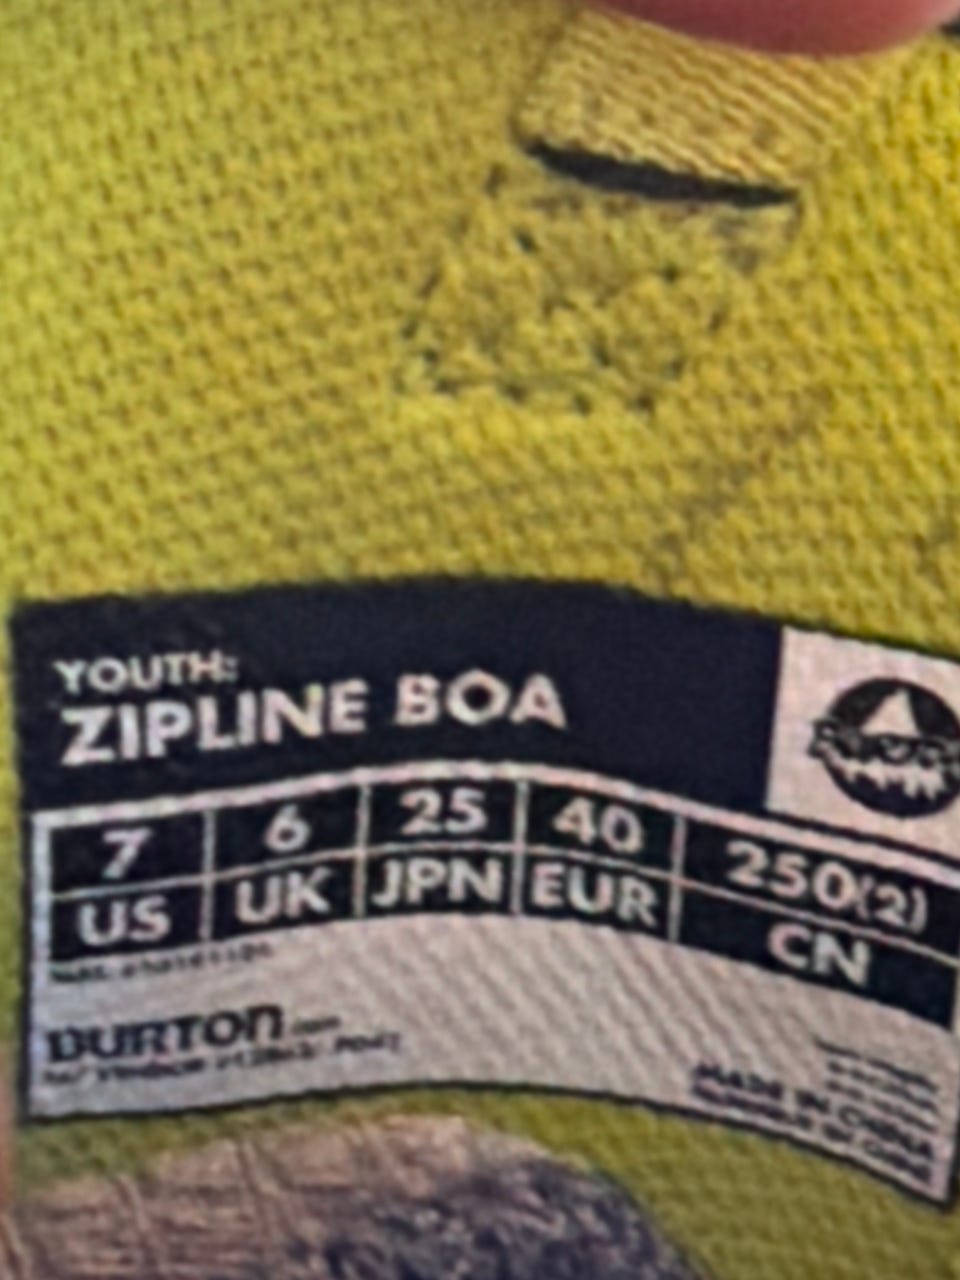 YOUTH:
ZIPLINE BOA
7 6 25 40 250(2)
US UK JPN EUR CN
BURTON
MADE IN CHINA